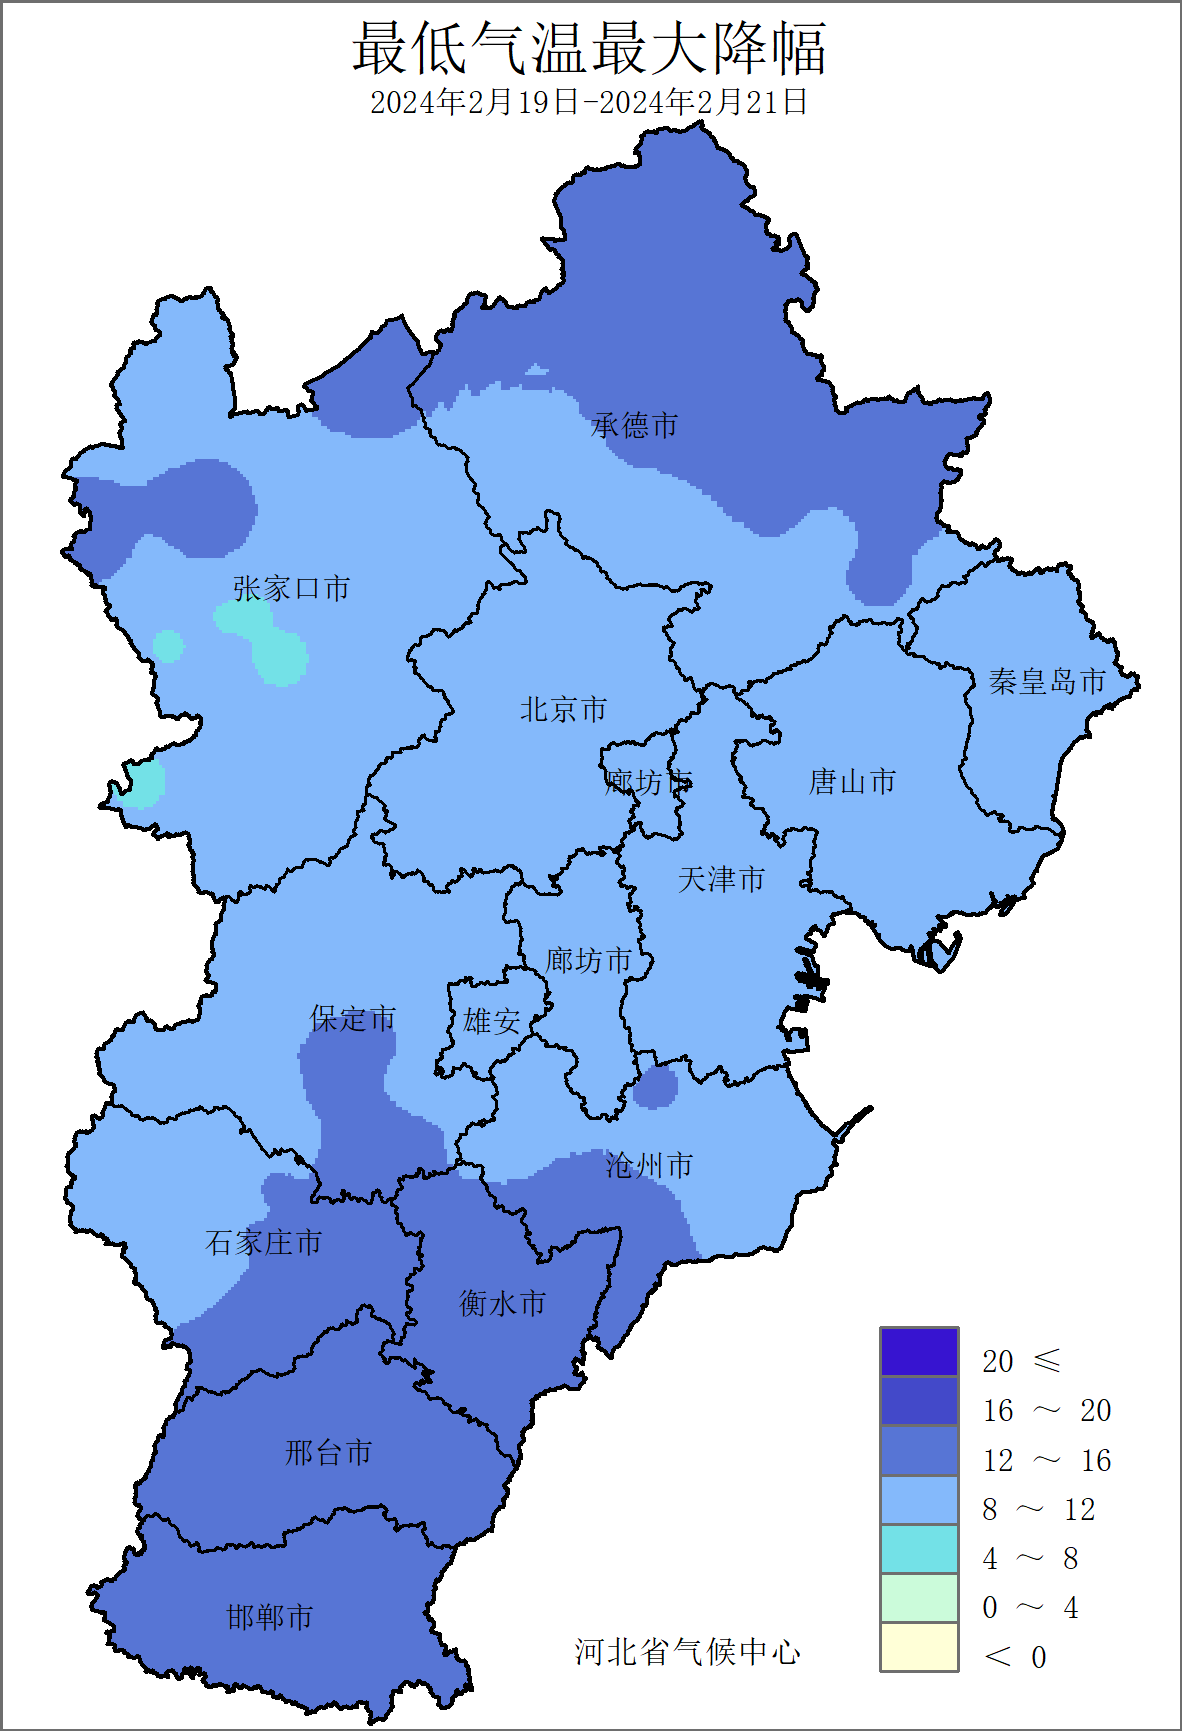 最低气温最大降幅
2024年2月19日-2024年2月21日
承德市
张家口市
秦皇岛市
北京市
廊坊市
唐山市
天津市
廊坊市
保定市
雄安
沧州市
石家庄市
衡水市
邢台市
邯郸市
20 ≤
16 ～ 20
12 ～ 16
8 ～ 12
4 ～ 8
0 ～ 4
＜ 0
河北省气候中心